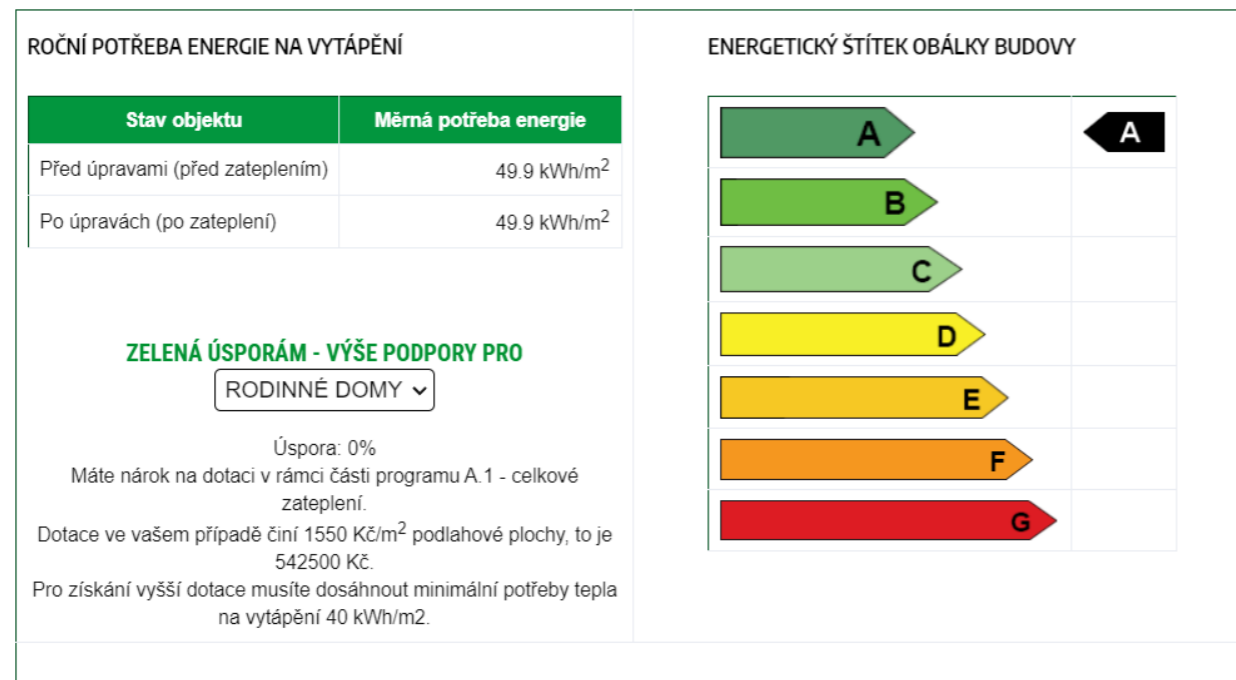 ROČNÍ POTŘEBA ENERGIE NA VYTÁPĚNÍ
Stav objektu Měrná potřeba energie
Před úpravami (před zateplením) 49.9 kWh/m2
Po úpravách (po zateplení) 49.9 kWh/m2
ZELENÁ ÚSPORÁM - VÝŠE PODPORY PRO
RODINNÉ DOMY
Úspora: 0%
Máte nárok na dotaci v rámci části programu A.1 - celkové
zateplení.
Dotace ve vašem případě činí 1550 Kč/m2 podlahové plochy, to je
542500 Kč.
Pro získání vyšší dotace musíte dosáhnout minimální potřeby tepla
na vytápění 40 kWh/m2.
ENERGETICKÝ ŠTÍTEK OBÁLKY BUDOVY
A A
B
C
D
E
F
G